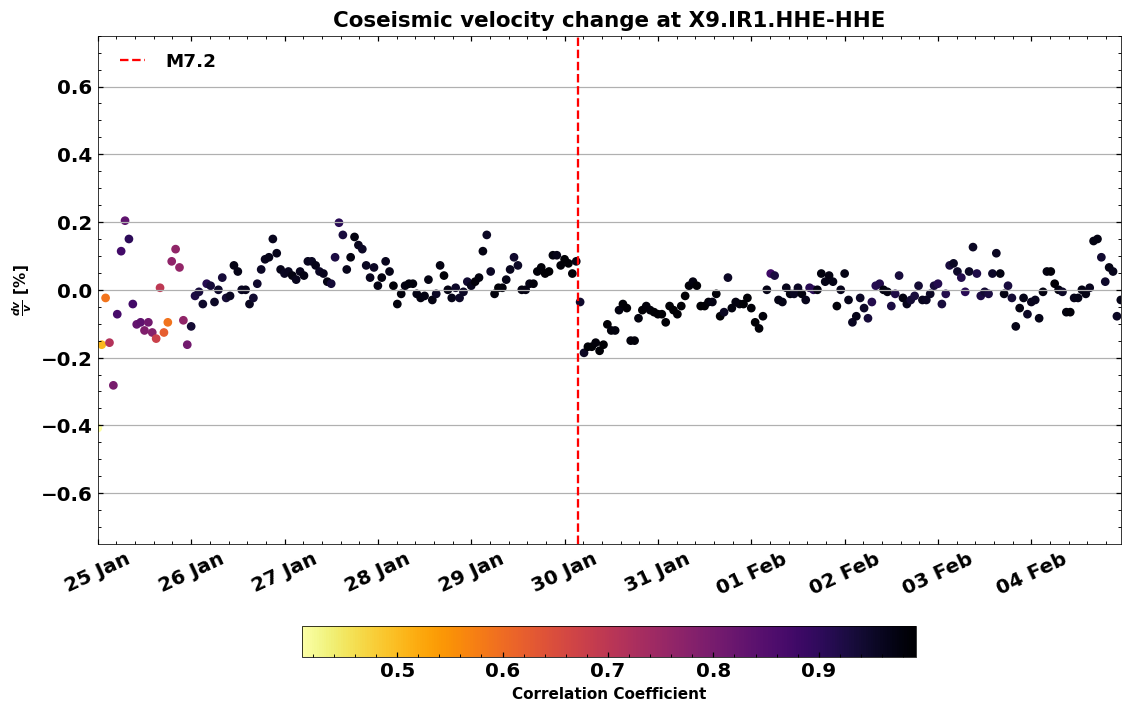 Coseismic velocity change at X9.IR1.HHE-HHE
M7.2
0.6
0.4
0.2
0.0
−0.2
−0.4
−0.6
dv/v [%]
25 Jan
26 Jan
27 Jan
28 Jan
29 Jan
30 Jan
31 Jan
01 Feb
02 Feb
03 Feb
04 Feb
0.5 0.6 0.7 0.8 0.9
Correlation Coefficient